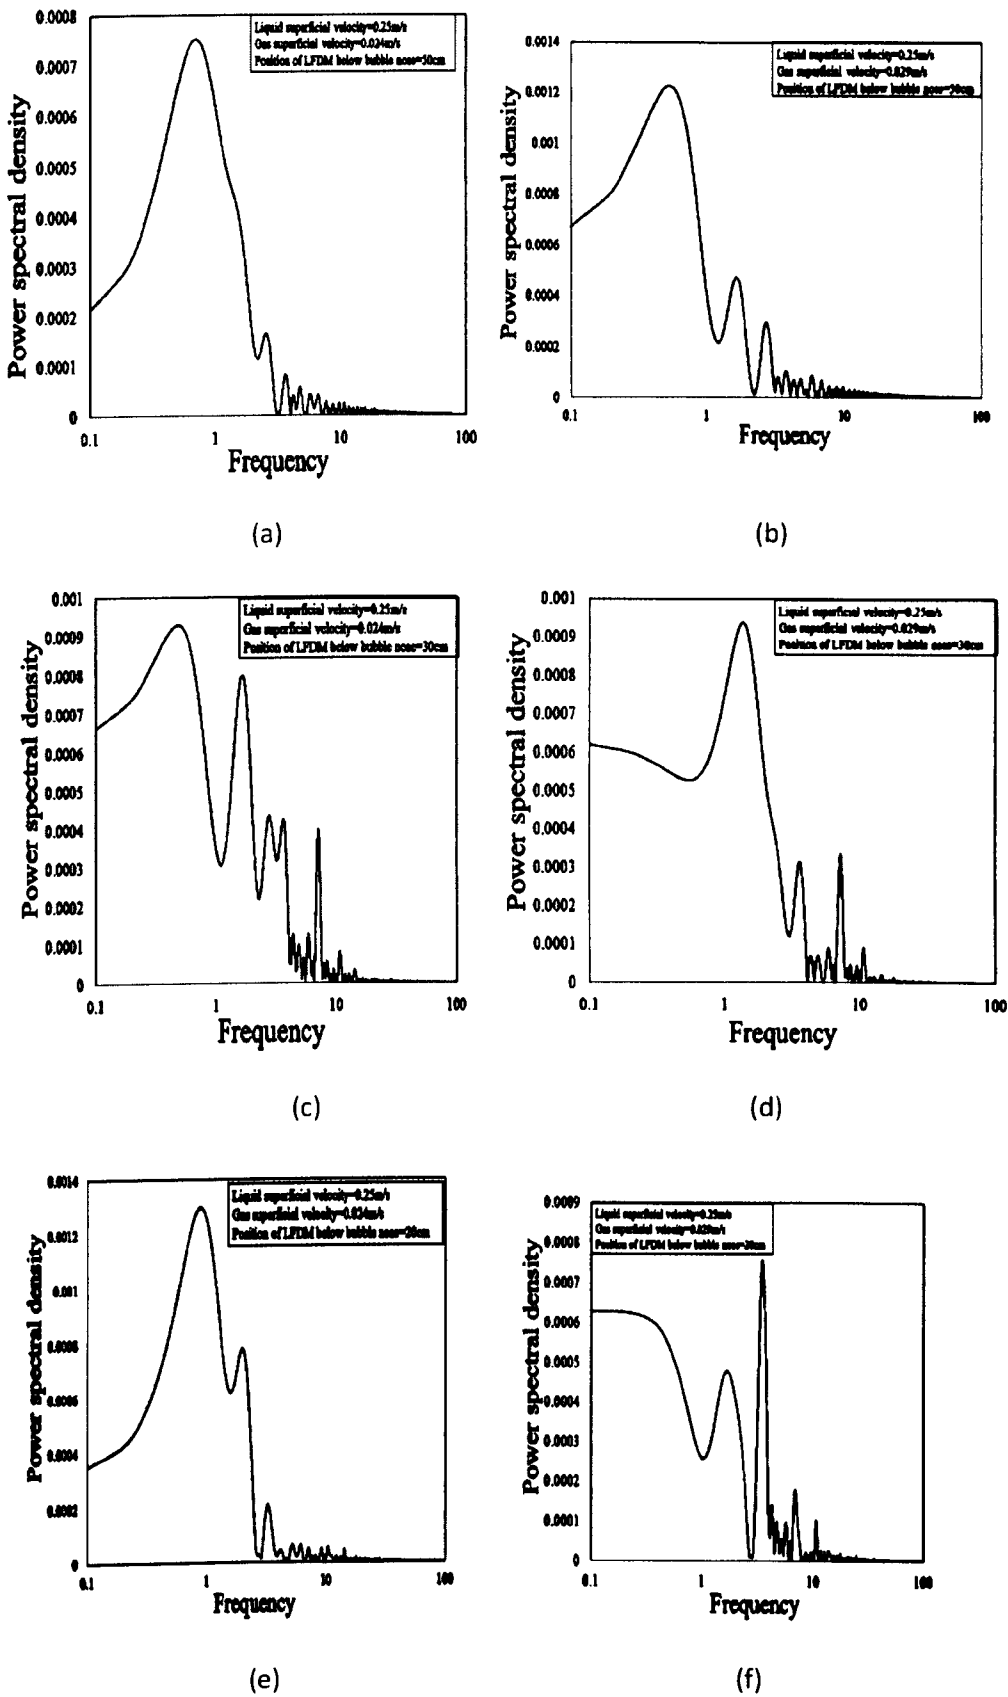 Liquid superficial velocity=0.25m/s
Gas superficial velocity=0.024m/s
Position of LFDM below bubble nose=50cm
Power spectral density
0.0008
0.0007
0.0006
0.0005
0.0004
0.0003
0.0002
0.0001
0
0.1 1 10 100
Frequency
(a)
Liquid superficial velocity=0.25m/s
Gas superficial velocity=0.029m/s
Position of LFDM below bubble nose=50cm
Power spectral density
0.0014
0.0012
0.001
0.0008
0.0006
0.0004
0.0002
0
0.1 1 10 100
Frequency
(b)
Liquid superficial velocity=0.25m/s
Gas superficial velocity=0.024m/s
Position of LFDM below bubble nose=30cm
Power spectral density
0.001
0.0009
0.0008
0.0007
0.0006
0.0005
0.0004
0.0003
0.0002
0.0001
0
0.1 1 10 100
Frequency
(c)
Liquid superficial velocity=0.25m/s
Gas superficial velocity=0.029m/s
Position of LFDM below bubble nose=30cm
Power spectral density
0.001
0.0009
0.0008
0.0007
0.0006
0.0005
0.0004
0.0003
0.0002
0.0001
0
0.1 1 10 100
Frequency
(d)
Liquid superficial velocity=0.25m/s
Gas superficial velocity=0.024m/s
Position of LFDM below bubble nose=20cm
Power spectral density
0.0014
0.0012
0.001
0.0008
0.0006
0.0004
0.0002
0
0.1 1 10 100
Frequency
(e)
Liquid superficial velocity=0.25m/s
Gas superficial velocity=0.029m/s
Position of LFDM below bubble
Power spectral density
0.0009
0.0008
0.0007
0.0006
0.0005
0.0004
0.0003
0.0002
0.0001
0
0.1 1 10 100
Frequency
(f)